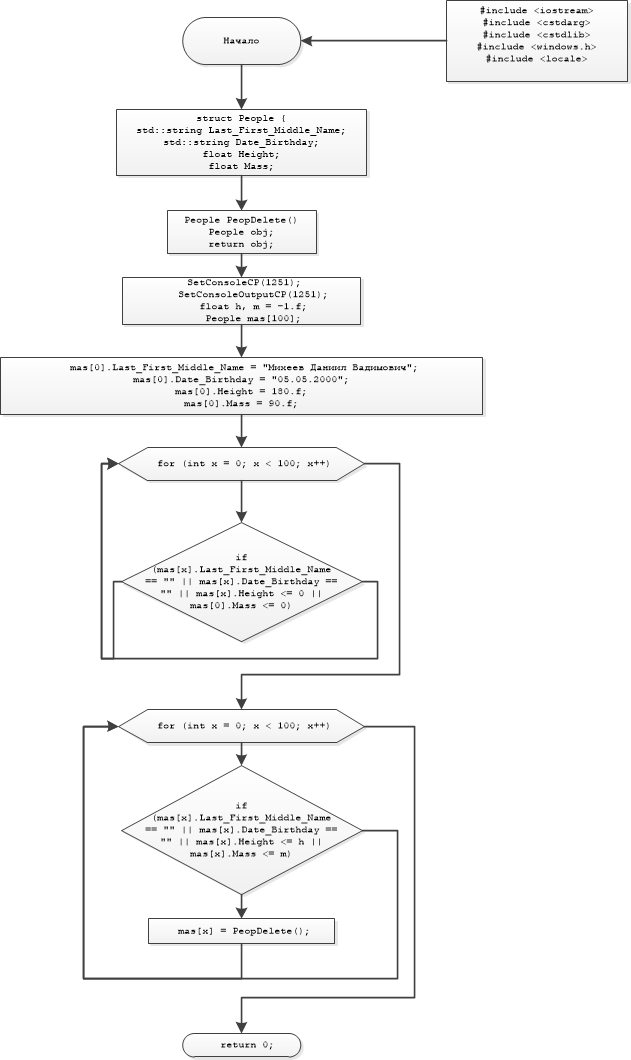 #include <iostream>
#include <cstdarg>
#include <cstdlib>
#include <windows.h>
#include <locale>
Начало
struct People {
std::string Last_First_Middle_Name;
std::string Date_Birthday;
float Height;
float Mass;
People PeopDelete()
People obj;
return obj;
SetConsoleCP(1251);
SetConsoleOutputCP(1251);
float h, m = -1.f;
People mas[100];
mas[0].Last_First_Middle_Name = "Михеев Даниил Вадимович";
mas[0].Date_Birthday = "05.05.2000";
mas[0].Height = 180.f;
mas[0].Mass = 90.f;
for (int x = 0; x < 100; x++)
if
(mas[x].Last_First_Middle_Name
== "" || mas[x].Date_Birthday ==
"" || mas[x].Height <= 0 ||
mas[0].Mass <= 0)
for (int x = 0; x < 100; x++)
if
(mas[x].Last_First_Middle_Name
== "" || mas[x].Date_Birthday ==
"" || mas[x].Height <= h ||
mas[x].Mass <= m)
mas[x] = PeopDelete();
return 0;